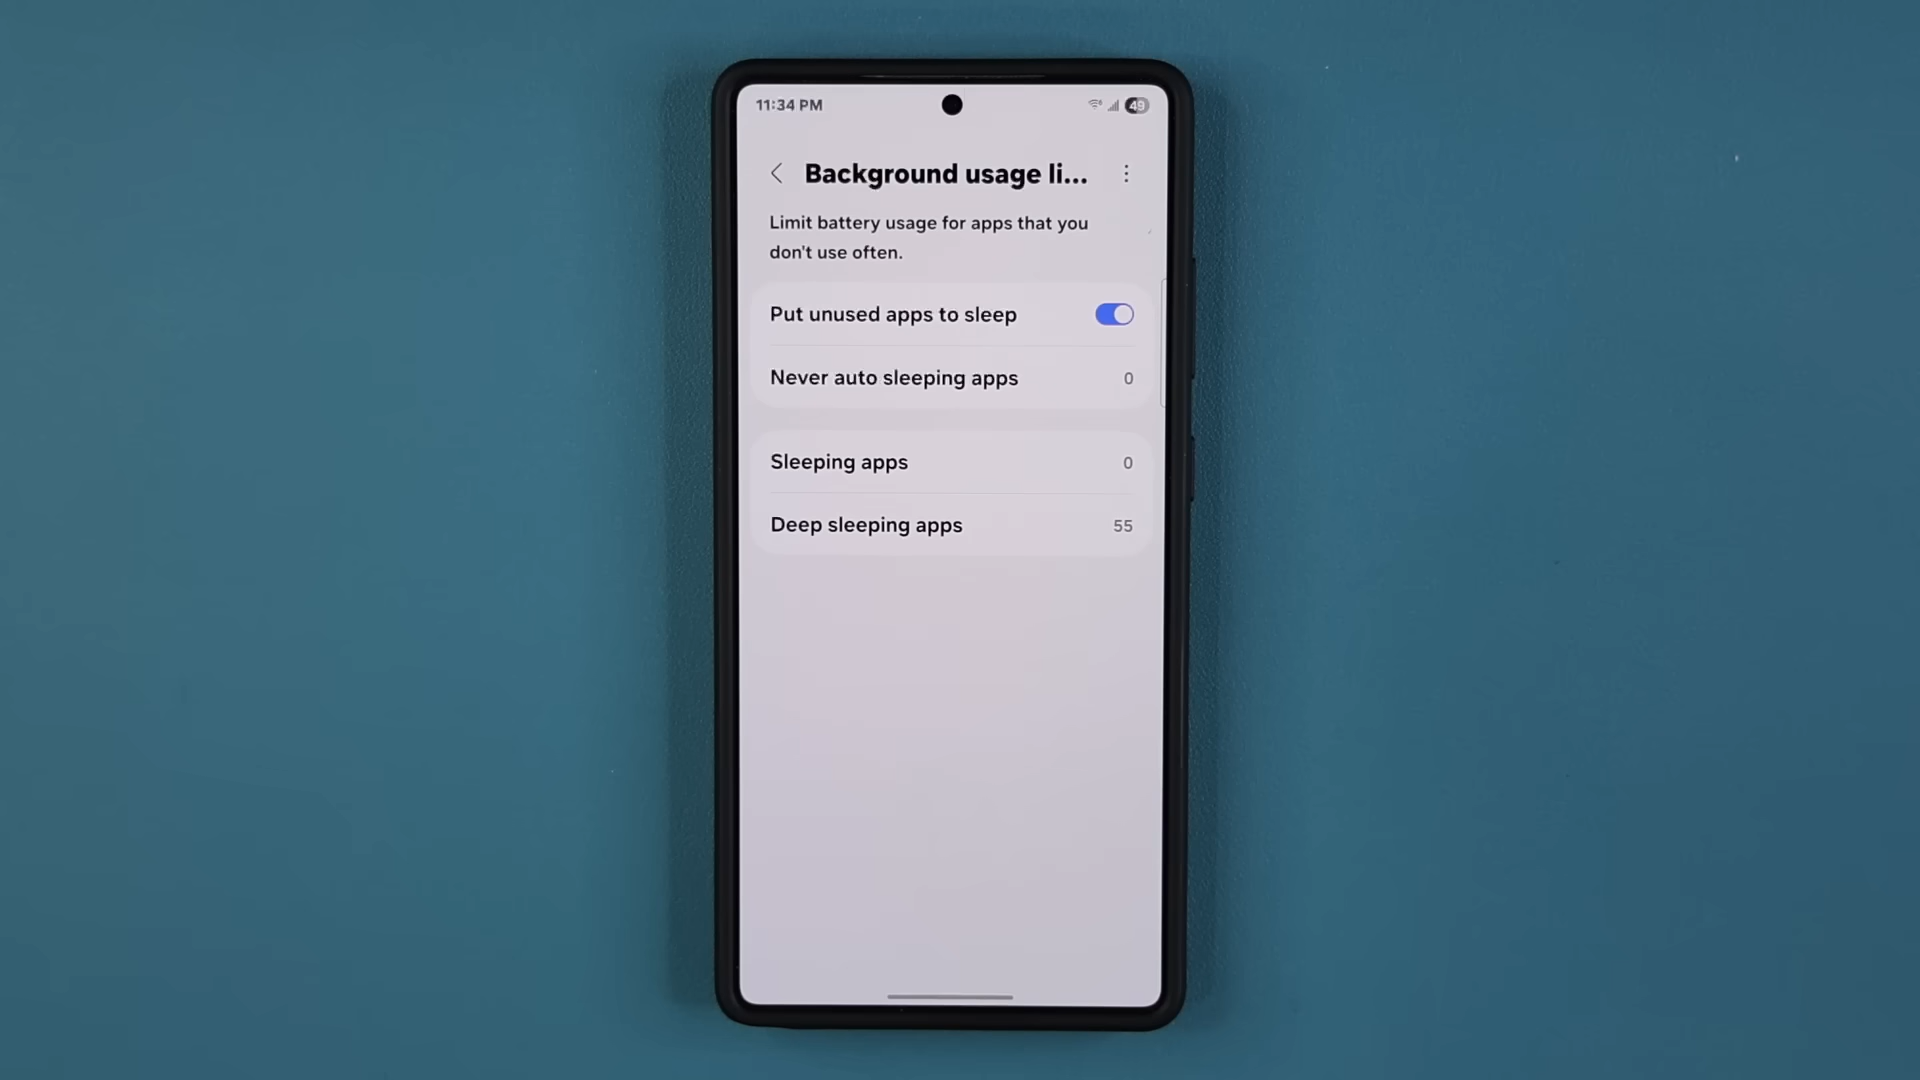 11:34 PM
49
Background usage li...
Limit battery usage for apps that you
don't use often.
Put unused apps to sleep
Never auto sleeping apps 0
Sleeping apps 0
Deep sleeping apps 55